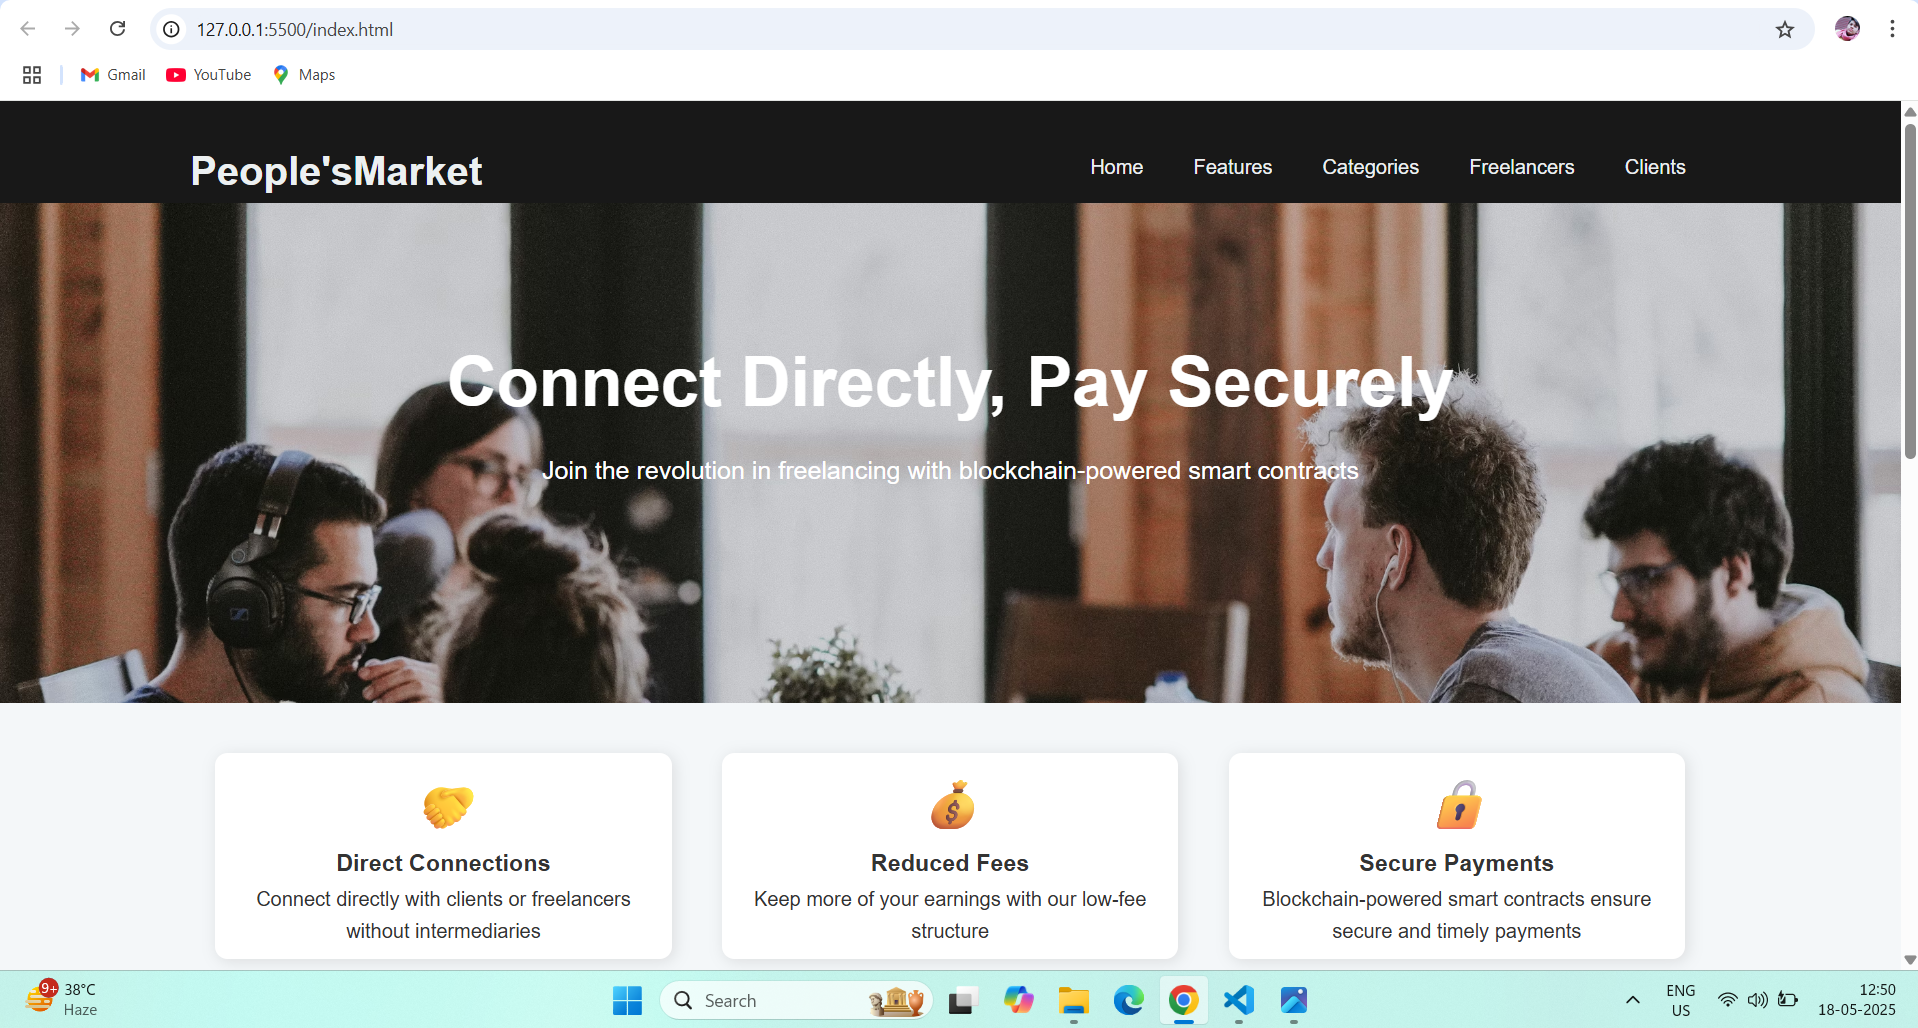 127.0.0.1:5500/index.html
Gmail YouTube Maps
People'sMarket
Home Features Categories Freelancers Clients
Connect Directly, Pay Securely
Join the revolution in freelancing with blockchain-powered smart contracts
Direct Connections
Connect directly with clients or freelancers
without intermediaries
Reduced Fees
Keep more of your earnings with our low-fee
structure
Secure Payments
Blockchain-powered smart contracts ensure
secure and timely payments
9+
38°C
Haze
Search
ENG
US
12:50
18-05-2025